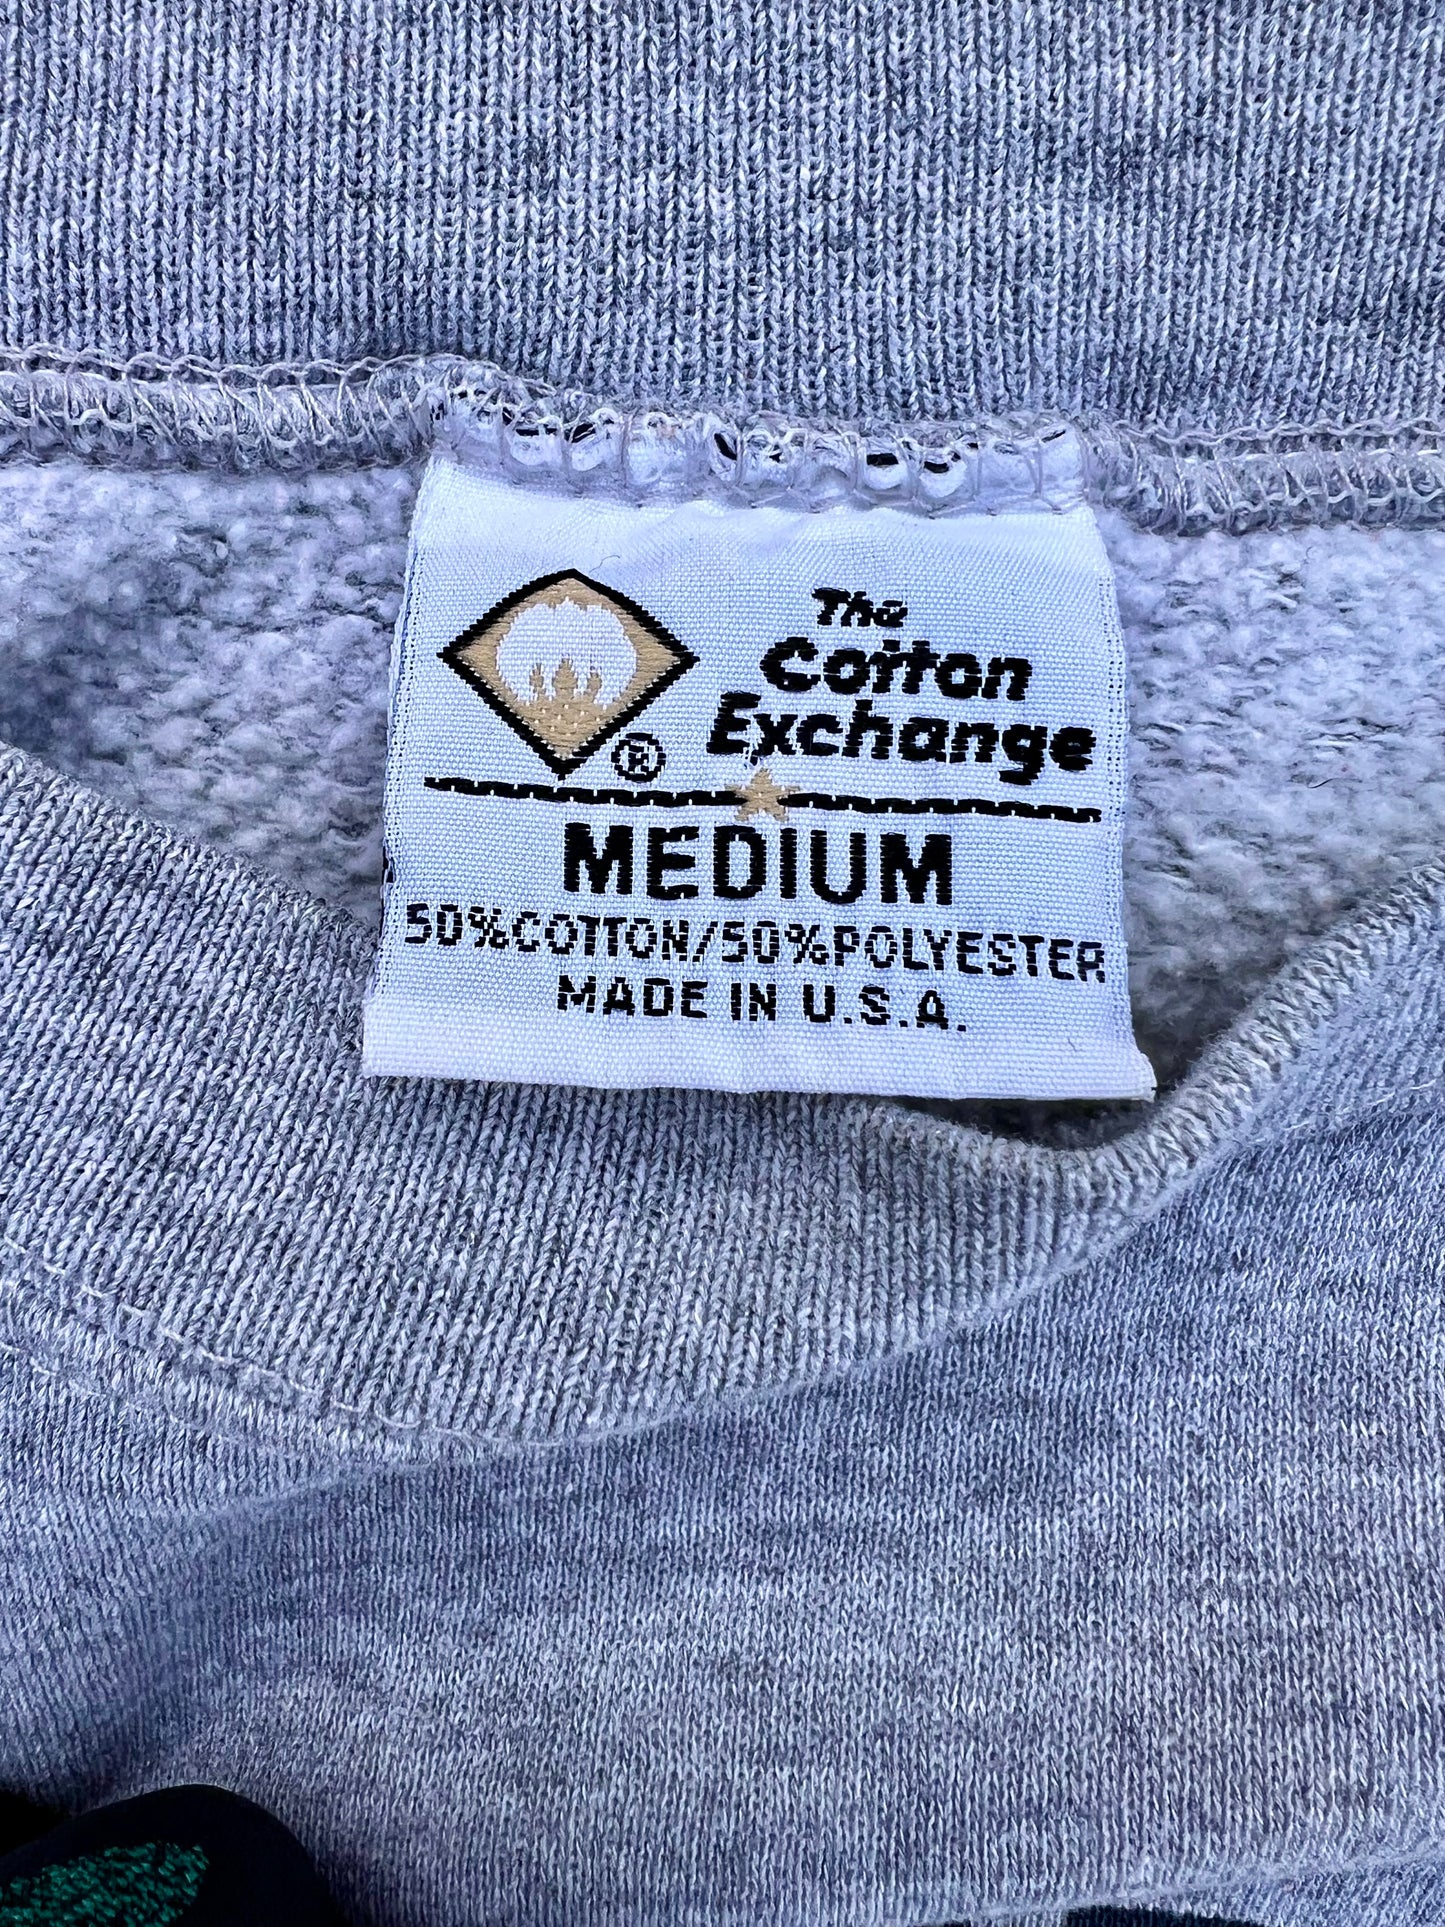 The
Cotton
Exchange
®
MEDIUM
50%COTTON/50%POLYESTER
MADE IN U.S.A.